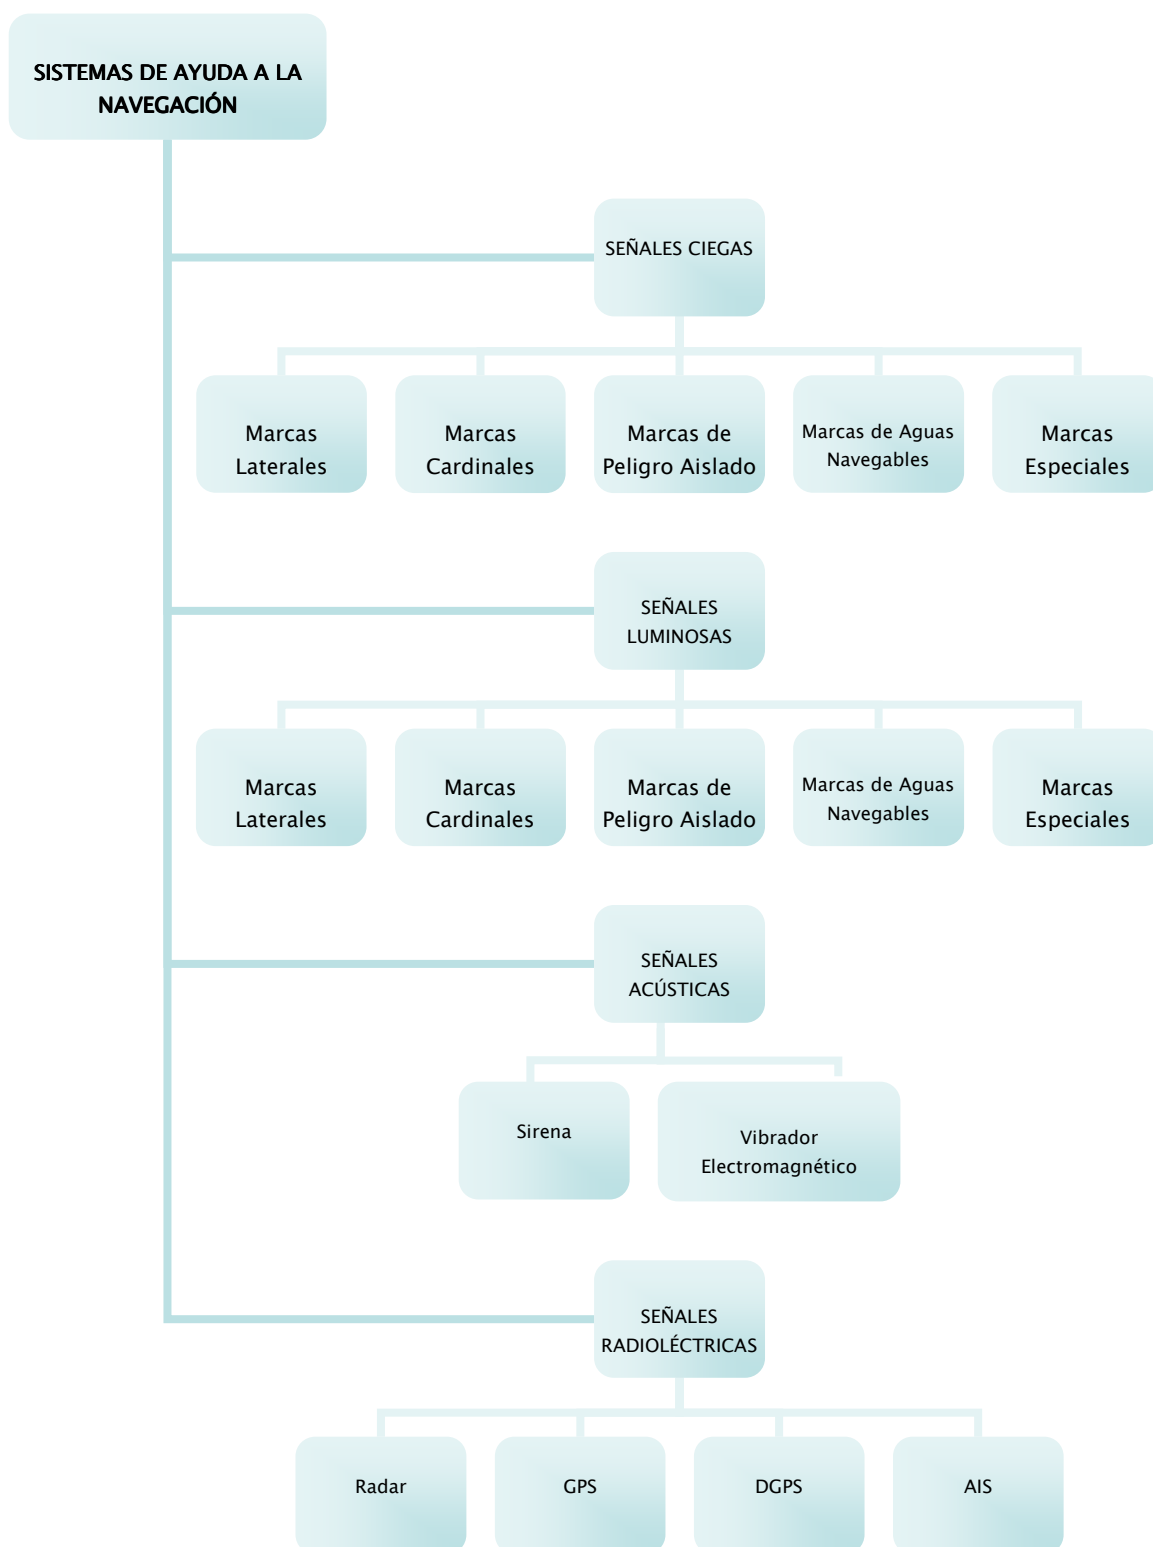 SISTEMAS DE AYUDA A LA
NAVEGACIÓN
SEÑALES CIEGAS
Marcas
Laterales
Marcas
Cardinales
Marcas de
Peligro Aislado
Marcas de Aguas
Navegables
Marcas
Especiales
SEÑALES
LUMINOSAS
Marcas
Laterales
Marcas
Cardinales
Marcas de
Peligro Aislado
Marcas de Aguas
Navegables
Marcas
Especiales
SEÑALES
ACÚSTICAS
Sirena
Vibrador
Electromagnético
SEÑALES
RADIOLÉCTRICAS
Radar
GPS
DGPS
AIS